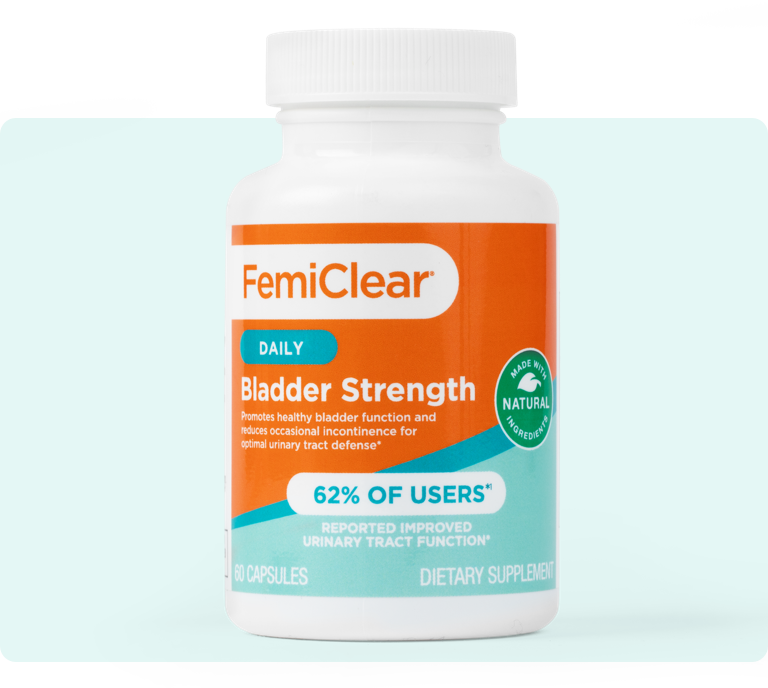 FemiClear®
DAILY
Bladder Strength
Promotes healthy bladder function and
reduces occasional incontinence for
optimal urinary tract defense*
MADE WITH
NATURAL
INGREDIENTS
62% OF USERS*¹
REPORTED IMPROVED
URINARY TRACT FUNCTION*
60 CAPSULES
DIETARY SUPPLEMENT